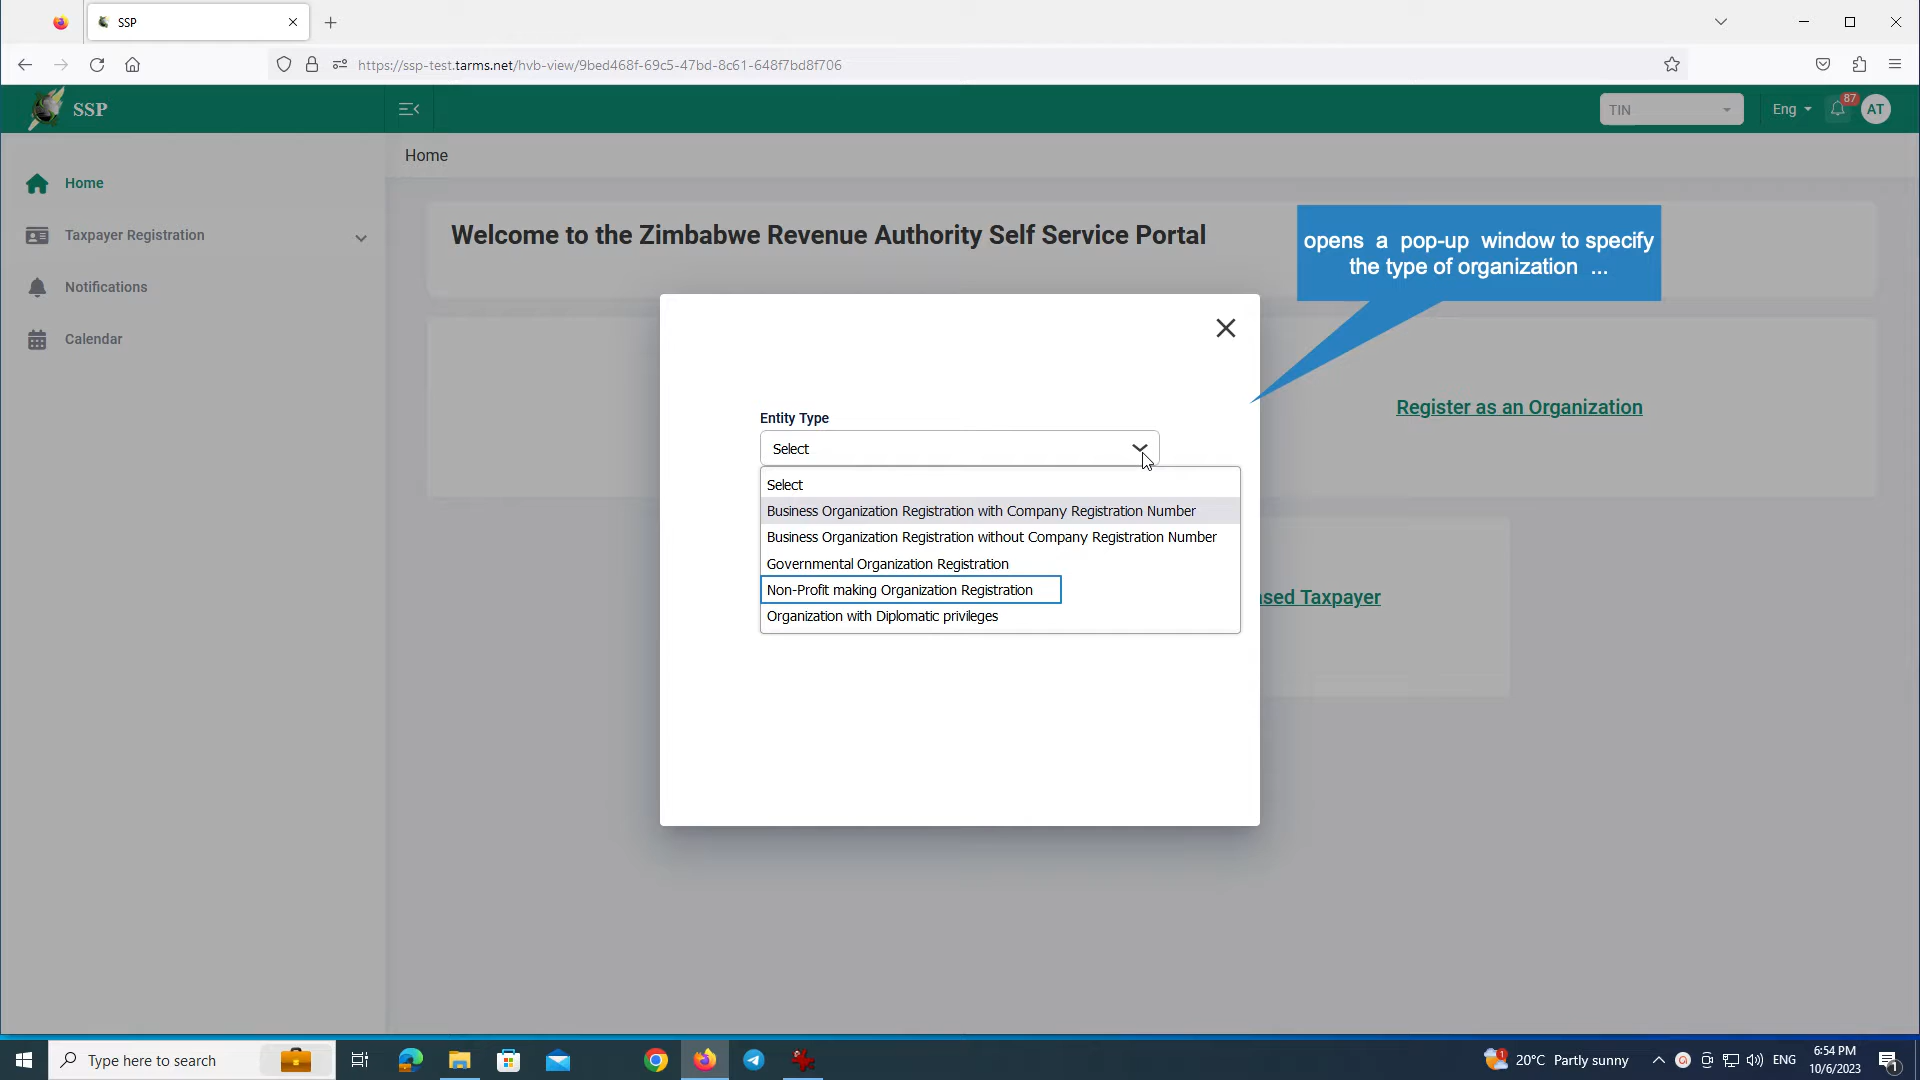 SSP
https://ssp-test.tarms.net/hvb-view/9bed468f-69c5-47bd-8c61-648f7bd8f706
SSP
TIN
Eng
87
AT
Home
Home
Taxpayer Registration
Notifications
Calendar
Welcome to the Zimbabwe Revenue Authority Self Service Portal
opens a pop-up window to specify
the type of organization ...
Register as an Organization
Entity Type
Select
Select
Business Organization Registration with Company Registration Number
Business Organization Registration without Company Registration Number
Governmental Organization Registration
Non-Profit making Organization Registration
Organization with Diplomatic privileges
Taxpayer
Type here to search
1
20°C Partly sunny
ENG
6:54 PM
10/6/2023
1